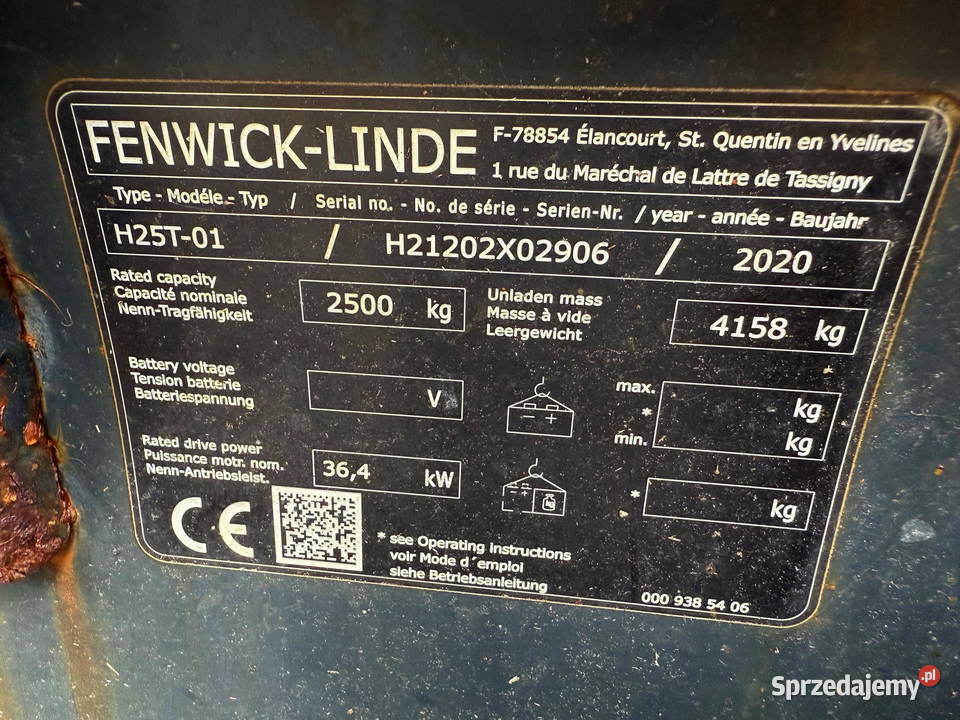 FENWICK-LINDE
F-78854 Élancourt, St. Quentin en Yvelines
1 rue du Maréchal de Lattre de Tassigny
Type - Modéle - Typ / Serial no. - No. de série - Serien-Nr. / year - année - Baujahr
H25T-01 / H21202X02906 / 2020
Rated capacity
Capacité nominale
Nenn-Tragfähigkeit
2500 kg
Unladen mass
Masse à vide
Leergewicht
4158 kg
Battery voltage
Tension batterie
Batteriespannung
V
max.
*
min.
kg
kg
Rated drive power
Puissance motr. nom.
Nenn-Antriebsleist.
36,4 kW
kg
* kg
CE
* see Operating instructions
voir Mode d´emploi
siehe Betriebsanleitung
000 938 54 06
Sprzedajemy.pl